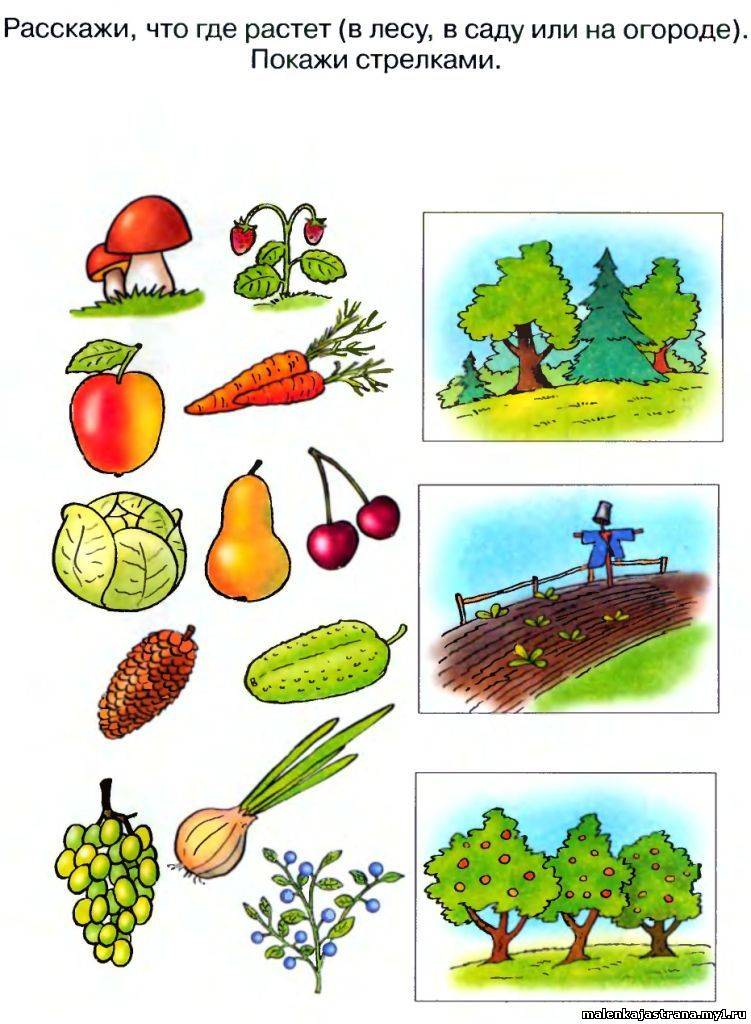 Расскажи, что где растет (в лесу, в саду или на огороде).
Покажи стрелками.
malenkajastrana.my1.ru